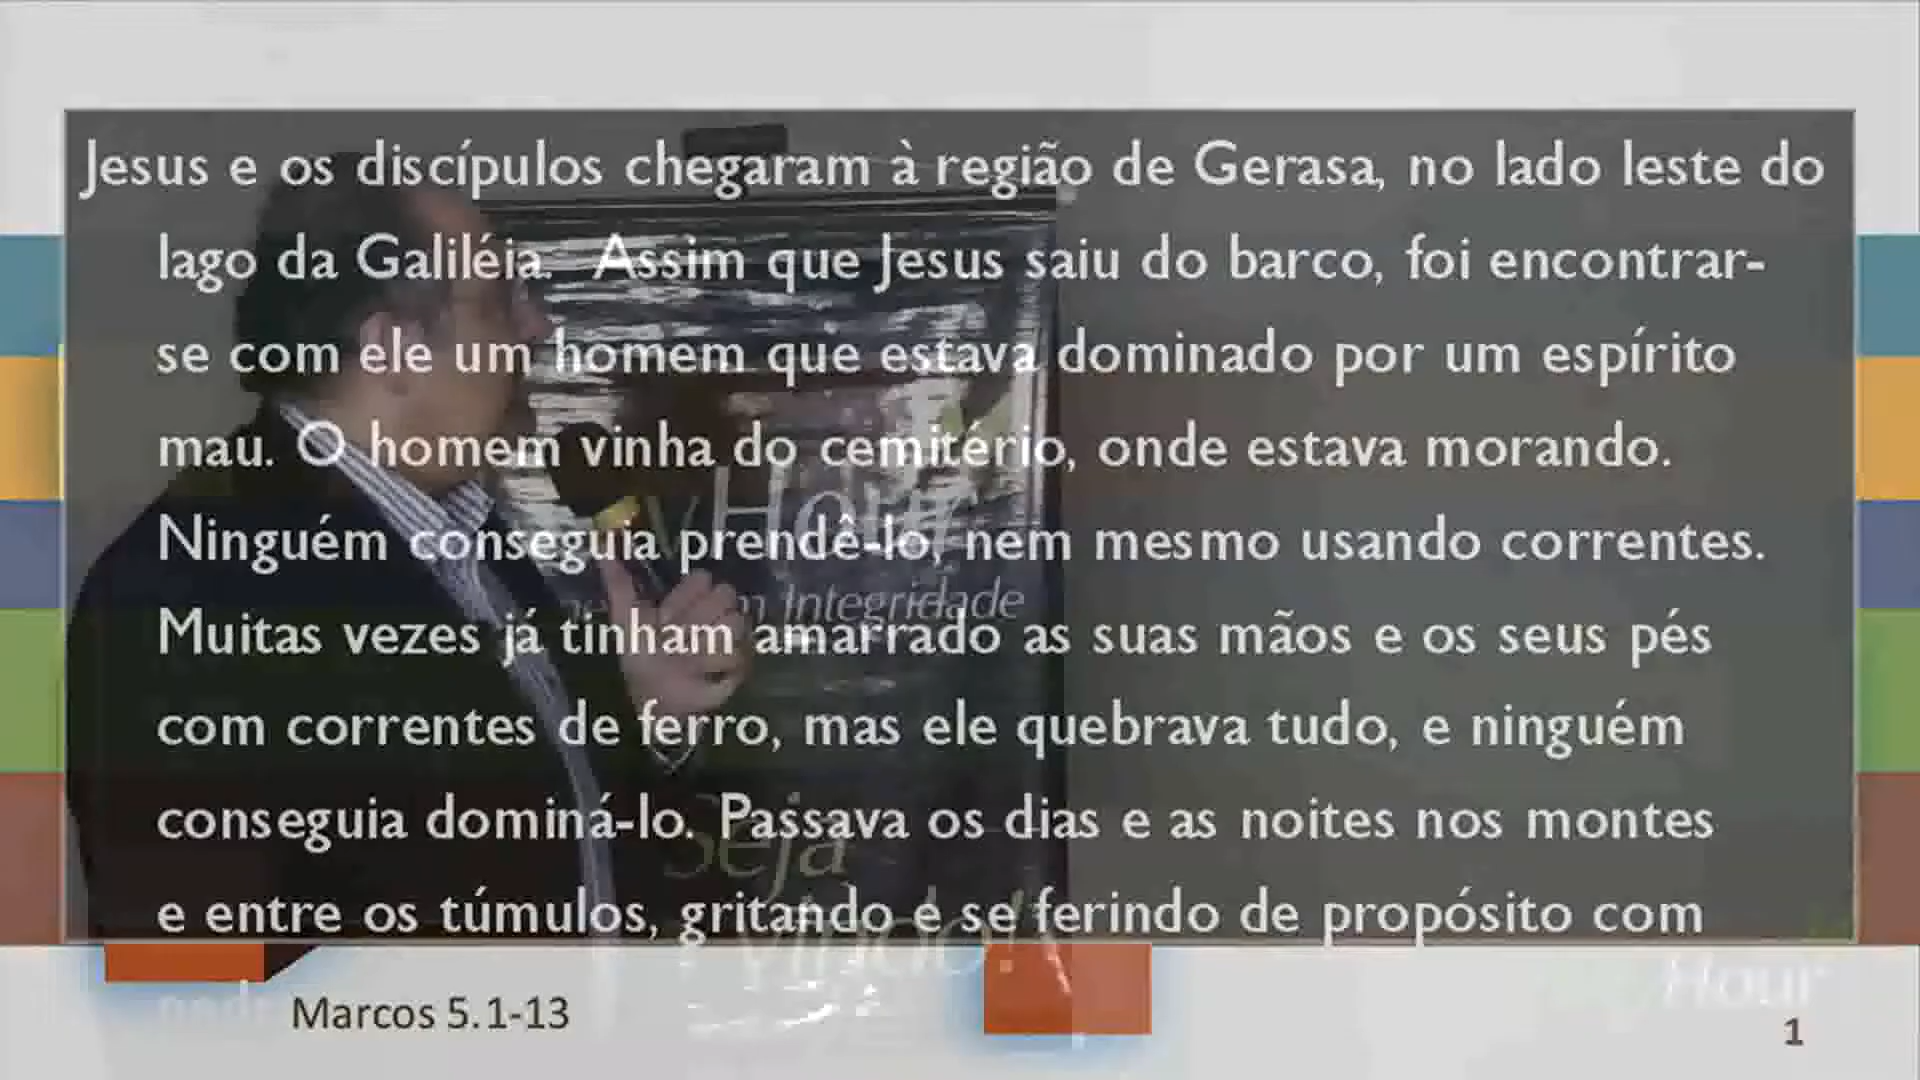 Jesus e os discípulos chegaram à região de Gerasa, no lado leste do
lago da Galiléia. Assim que Jesus saiu do barco, foi encontrar-
se com ele um homem que estava dominado por um espírito
mau. O homem vinha do cemitério, onde estava morando.
Ninguém conseguia prendê-lo, nem mesmo usando correntes.
Muitas vezes já tinham amarrado as suas mãos e os seus pés
com correntes de ferro, mas ele quebrava tudo, e ninguém
conseguia dominá-lo. Passava os dias e as noites nos montes
e entre os túmulos, gritando e se ferindo de propósito com
Marcos 5.1-13
1
Hour
Integridade
Seja
Hour